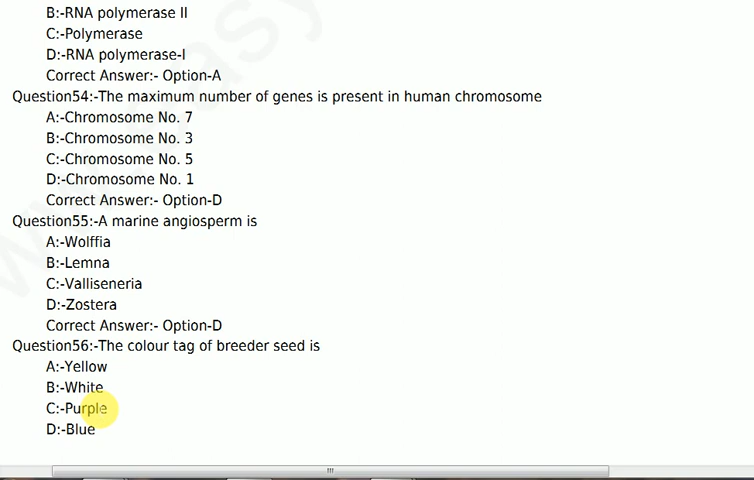 B:-RNA polymerase II
C:-Polymerase
D:-RNA polymerase-I
Correct Answer:- Option-A
Question54:-The maximum number of genes is present in human chromosome
A:-Chromosome No. 7
B:-Chromosome No. 3
C:-Chromosome No. 5
D:-Chromosome No. 1
Correct Answer:- Option-D
Question55:-A marine angiosperm is
A:-Wolffia
B:-Lemna
C:-Valliseneria
D:-Zostera
Correct Answer:- Option-D
Question56:-The colour tag of breeder seed is
A:-Yellow
B:-White
C:-Purple
D:-Blue